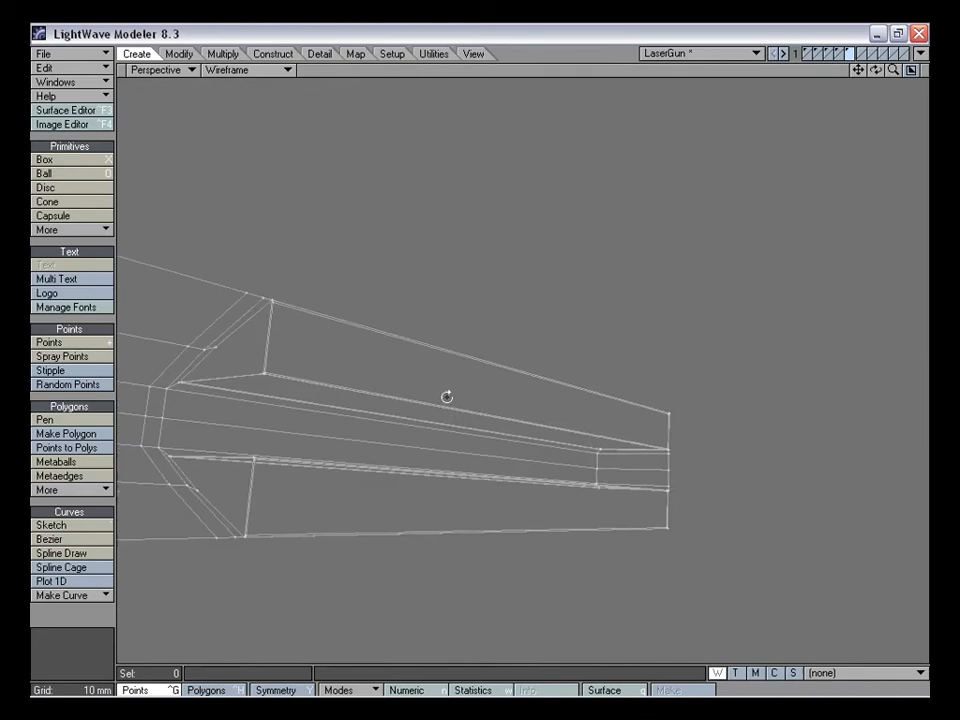 LightWave Modeler 8.3
File Create Modify Multiply Construct Detail Map Setup Utilities View LaserGun * 1
Edit Perspective Wireframe
Windows
Help
Surface Editor F3
Image Editor ^F4
Primitives
Box X
Ball O
Disc
Cone
Capsule
More
Text
Text
Multi Text
Logo
Manage Fonts
Points
Points +
Spray Points
Stipple
Random Points
Polygons
Pen
Make Polygon
Points to Polys
Metaballs
Metaedges
More
Curves
Sketch
Bezier
Spline Draw
Spline Cage
Plot 1D
Make Curve
Sel: 0 W T M C S (none)
Grid: 10 mm Points ^G Polygons ^H Symmetry Y Modes Numeric n Statistics w Info Surface q Make